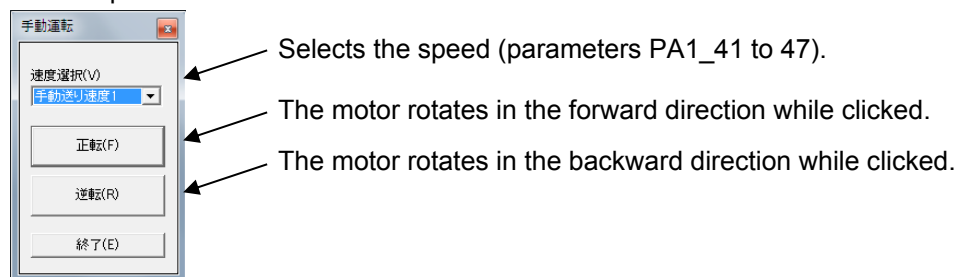 手動運転
速度選択(V)
手動送り速度1
正転(F)
逆転(R)
終了(E)
Selects the speed (parameters PA1_41 to 47).
The motor rotates in the forward direction while clicked.
The motor rotates in the backward direction while clicked.